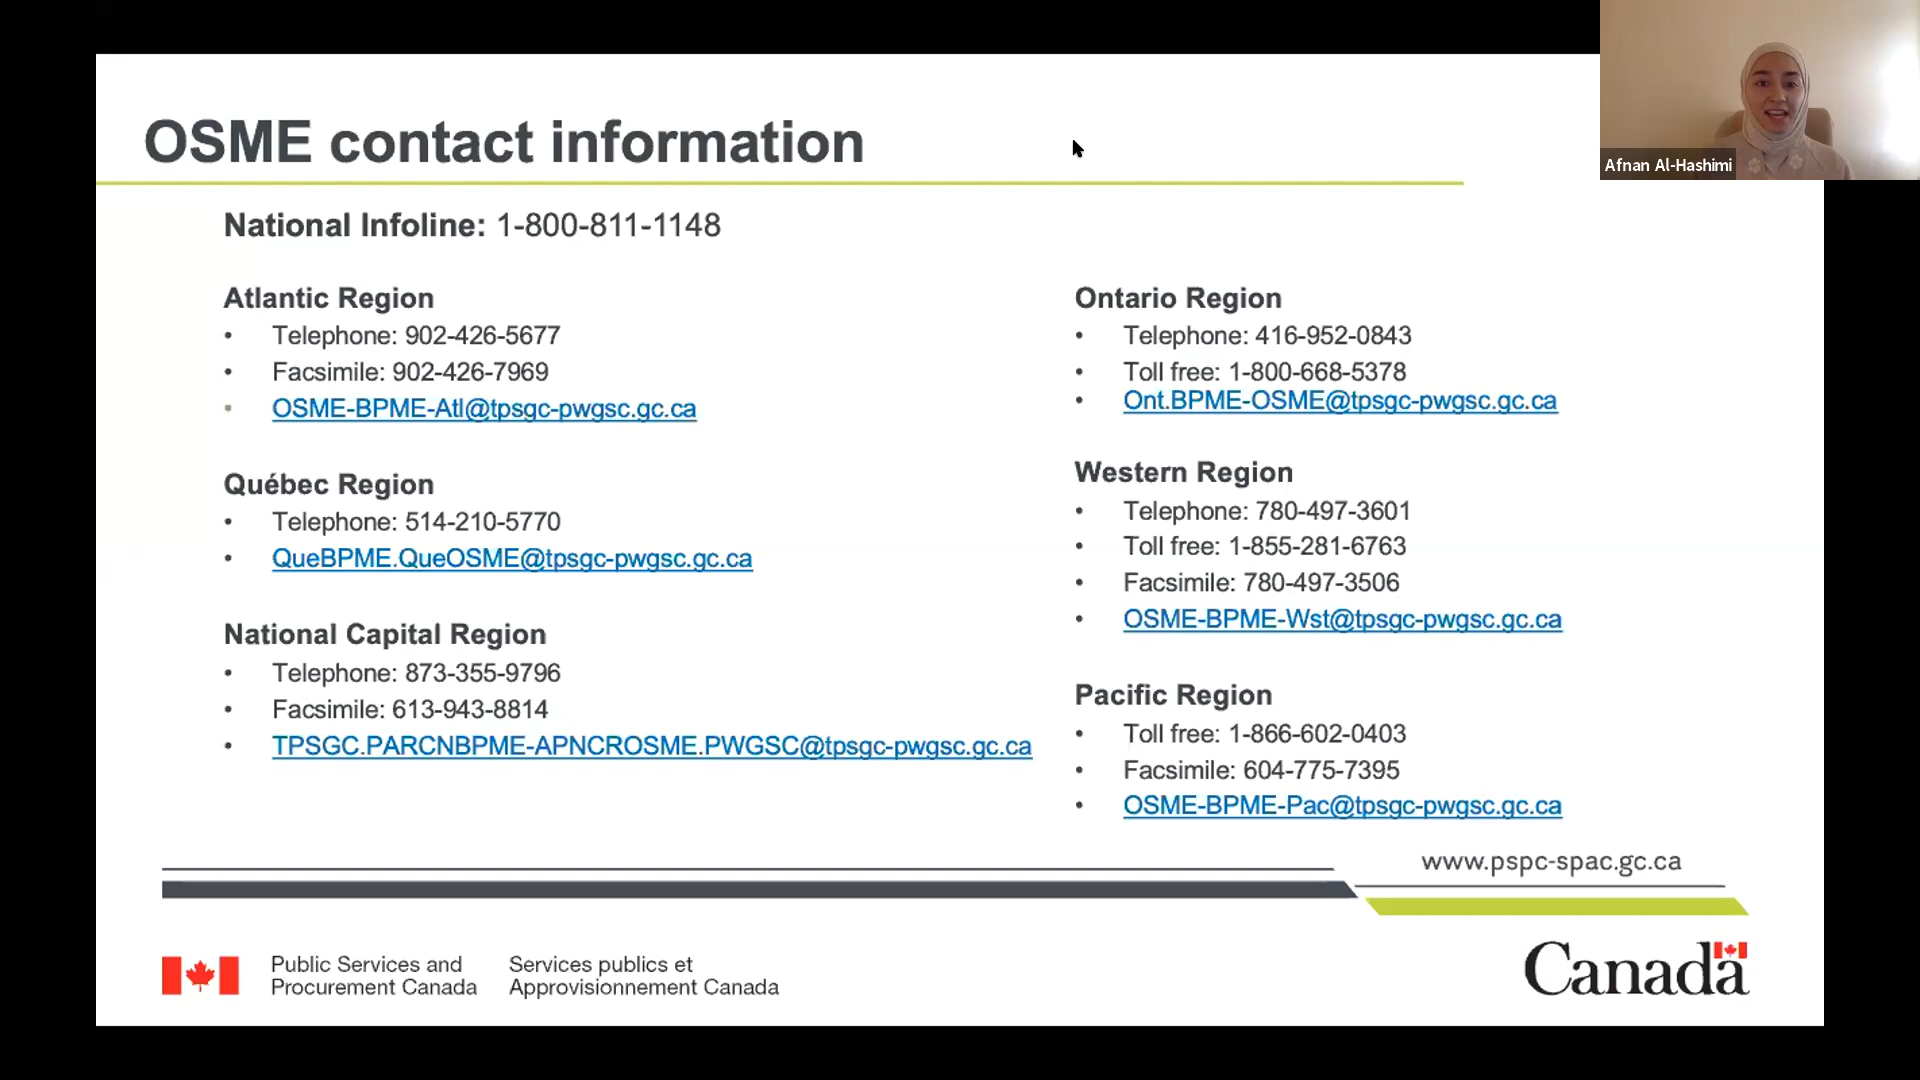 OSME contact information
National Infoline: 1-800-811-1148
Atlantic Region
• Telephone: 902-426-5677
• Facsimile: 902-426-7969
• OSME-BPME-Atl@tpsgc-pwgsc.gc.ca
Québec Region
• Telephone: 514-210-5770
• QueBPME.QueOSME@tpsgc-pwgsc.gc.ca
National Capital Region
• Telephone: 873-355-9796
• Facsimile: 613-943-8814
• TPSGC.PARCNBPME-APNCROSME.PWGSC@tpsgc-pwgsc.gc.ca
Ontario Region
• Telephone: 416-952-0843
• Toll free: 1-800-668-5378
• Ont.BPME-OSME@tpsgc-pwgsc.gc.ca
Western Region
• Telephone: 780-497-3601
• Toll free: 1-855-281-6763
• Facsimile: 780-497-3506
• OSME-BPME-Wst@tpsgc-pwgsc.gc.ca
Pacific Region
• Toll free: 1-866-602-0403
• Facsimile: 604-775-7395
• OSME-BPME-Pac@tpsgc-pwgsc.gc.ca
www.pspc-spac.gc.ca
Public Services and
Procurement Canada
Services publics et
Approvisionnement Canada
Canada
Afnan Al-Hashimi